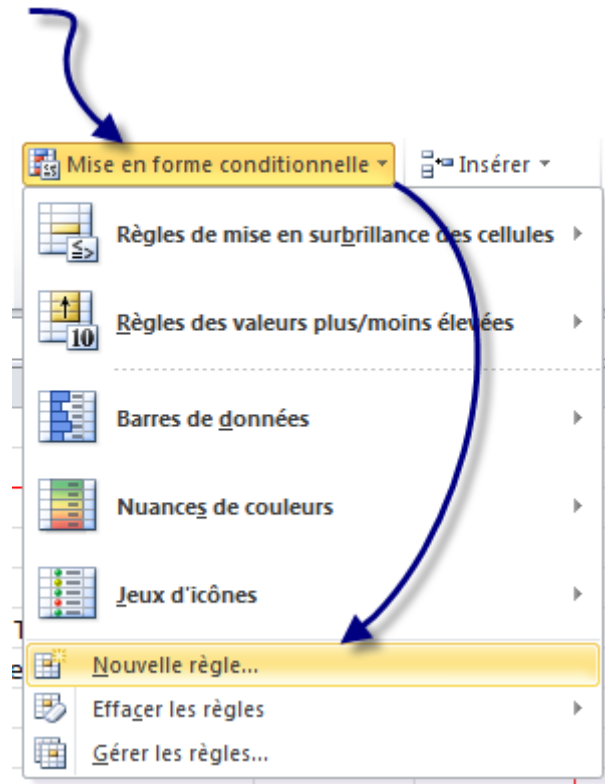 Mise en forme conditionnelle Insérer
Règles de mise en surbrillance des cellules
Règles des valeurs plus/moins élevées
10
Barres de données
Nuances de couleurs
Jeux d'icônes
Nouvelle règle...
Effacer les règles
Gérer les règles...